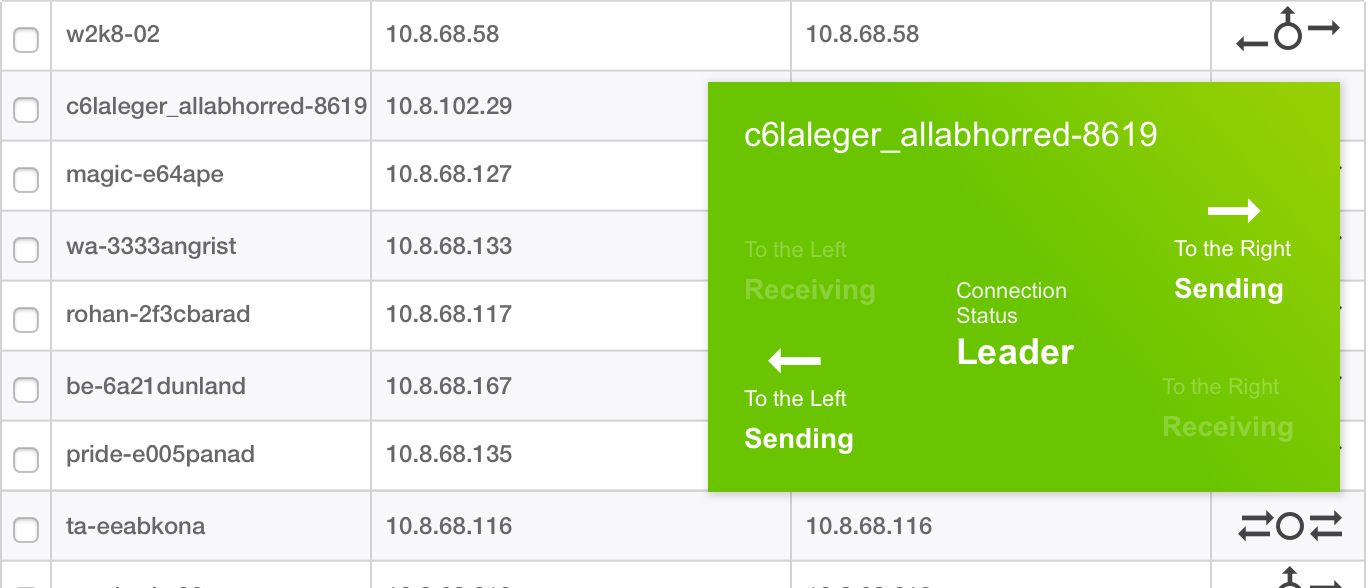 w2k8-02 10.8.68.58 10.8.68.58
c6laleger_allabhorred-8619 10.8.102.29
magic-e64ape 10.8.68.127
wa-3333angrist 10.8.68.133
rohan-2f3cbarad 10.8.68.117
be-6a21dunland 10.8.68.167
pride-e005panad 10.8.68.135
ta-eeabkona 10.8.68.116 10.8.68.116
c6laleger_allabhorred-8619
To the Left
Receiving
To the Left
Sending
Connection
Status
Leader
To the Right
Sending
To the Right
Receiving